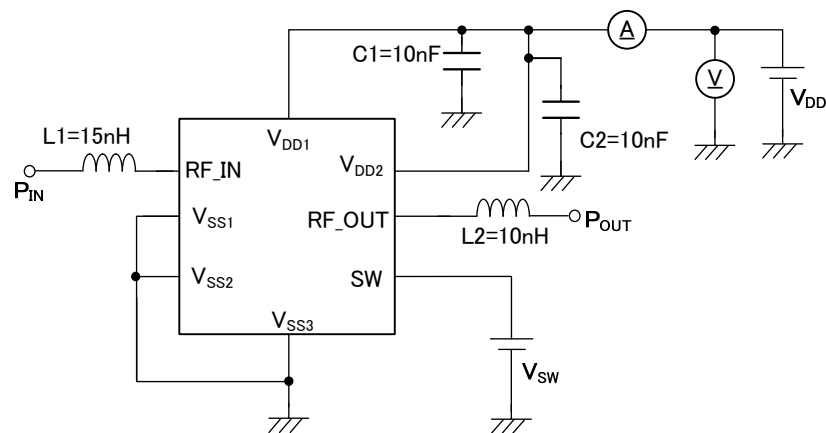 C1=10nF
A
V
V_DD
C2=10nF
L1=15nH
P_IN
V_DD1
RF_IN
V_DD2
V_SS1
RF_OUT
L2=10nH
P_OUT
V_SS2
SW
V_SS3
V_SW